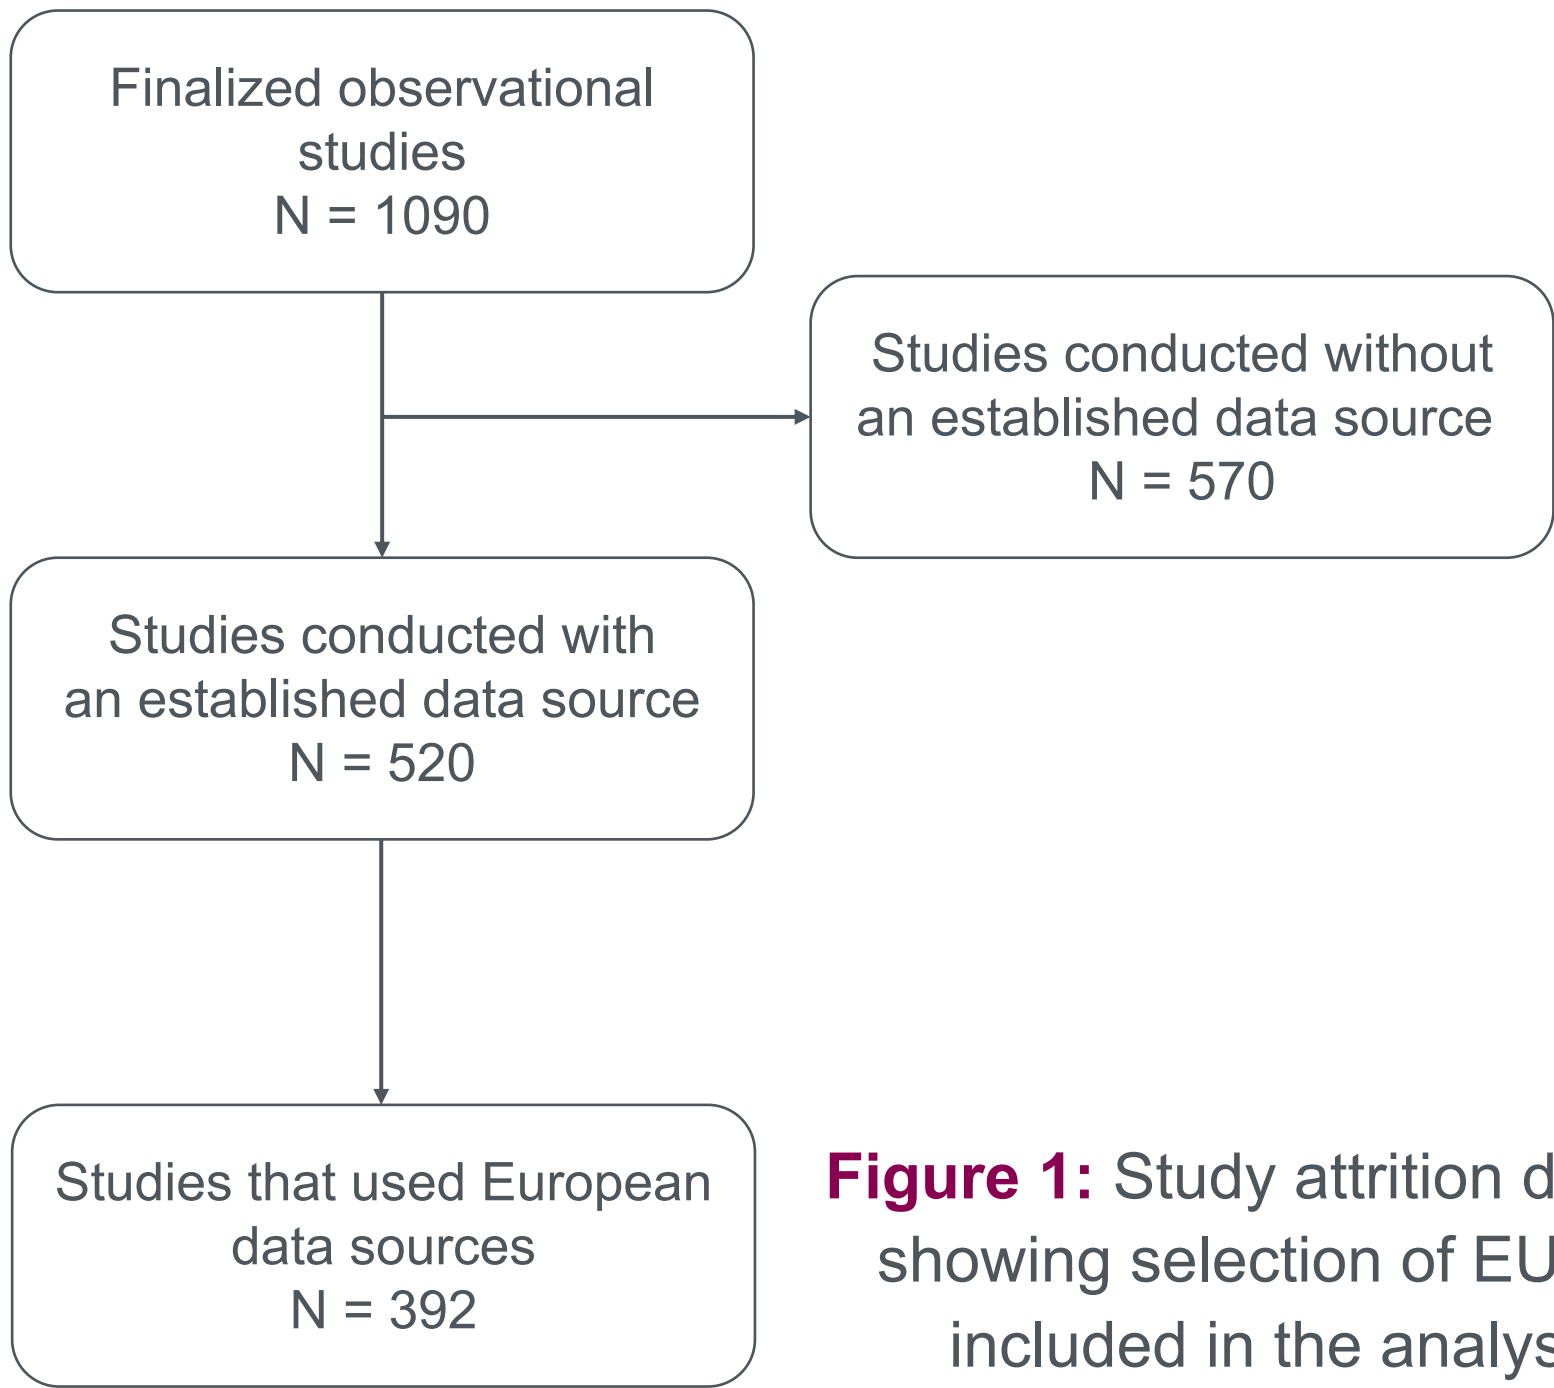 Finalized observational
studies
N = 1090
Studies conducted without
an established data source
N = 570
Studies conducted with
an established data source
N = 520
Studies that used European
data sources
N = 392
Figure 1: Study attrition
showing selection of EU
included in the